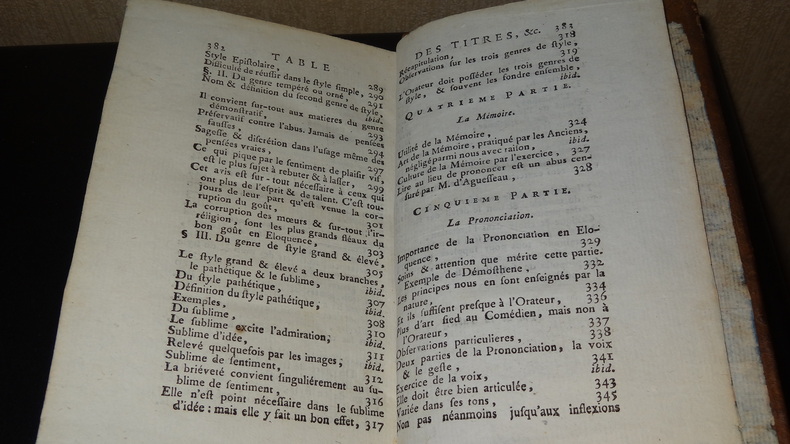 382 TABLE
Style Epistolaire, 289
Difficulté de réussir dans le style simple, 290
§. II. Du genre tempéré ou orné, 291
Nom & définition du second genre de style,
ibid.
Il convient sur-tout aux matieres du genre
démonstratif, 293
Préservatif contre l'abus. Jamais de pensées
fausses, 294
Sagesse & discrétion dans l'usage même des
pensées vraies, 297
Ce qui pique par le sentiment de plaisir vif,
est le plus sujet à rebuter & à lasser, 299
Cet avis est sur-tout nécessaire à ceux qui
ont plus de l'esprit & de talent. C'est tou-
jours de leur part qu'est venue la cor-
ruption du goût, 301
La corruption des mœurs & sur-tout l'ir-
réligion, sont les plus grands fléaux du
bon goût en Eloquence, 303
§ III. Du genre de style grand & élevé,
305
Le style grand & élevé a deux branches,
le pathétique & le sublime, ibid.
Du style pathétique, 307
Définition du style pathétique, ibid.
Exemples, 308
Du sublime, 310
Le sublime excite l'admiration; ibid.
Sublime d'idée, 311
Relevé quelquefois par les images; ibid.
Sublime de sentiment, 312
La briéveté convient singuliérement au su-
blime de sentiment, 316
Elle n'est point nécessaire dans le sublime
d'idée: mais elle y fait un bon effet, 317
DES TITRES, &c. 383
Récapitulation, 318
Observations sur les trois genres de style,
319
L'Orateur doit posséder les trois genres de
style, & souvent les fondre ensemble,
ibid.
QUATRIEME PARTIE.
La Mémoire.
Utilité de la Mémoire, 324
Art de la Mémoire, pratiqué par les Anciens,
négligé parmi nous avec raison, ibid.
Culture de la Mémoire par l'exercice, 327
Lire au lieu de prononcer est un abus cen-
suré par M. d'Aguesseau, 328
CINQUIEME PARTIE.
La Prononciation.
Importance de la Prononciation en Elo-
quence, 329
Soins & attention que mérite cette partie.
Exemple de Démosthene, 332
Les principes nous en sont enseignés par la
nature, 334
Et ils suffisent presque à l'Orateur, 336
Plus d'art sied au Comédien, mais non à
l'Orateur, 337
Observations particulieres, 338
Deux parties de la Prononciation, la voix
& le geste, 341
Exercice de la voix, ibid.
Elle doit être bien articulée, 343
Variée dans ses tons, 345
Non pas néanmoins jusqu'aux inflexions